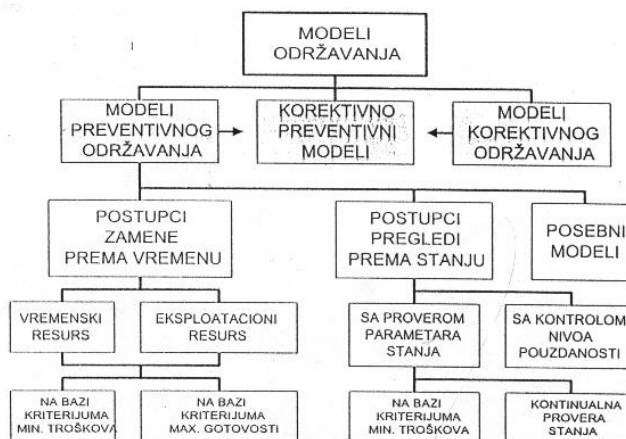 MODELI
ODRŽAVANJA
MODELI
PREVENTIVNOG
ODRŽAVANJA
KOREKTIVNO
PREVENTIVNI
MODELI
MODELI
KOREKTIVNOG
ODRŽAVANJA
POSTUPCI
ZAMENE
PREMA VREMENU
POSTUPCI
PREGLEDI
PREMA STANJU
POSEBNI
MODELI
VREMENSKI
RESURS
EKSPLOATACIONI
RESURS
SA PROVEROM
PARAMETARA
STANJA
SA KONTROLOM
NIVOA
POUZDANOSTI
NA BAZI
KRITERIJUMA
MIN. TROŠKOVA
NA BAZI
KRITERIJUMA
MAX. GOTOVOSTI
NA BAZI
KRITERIJUMA
MIN. TROŠKOVA
KONTINUALNA
PROVERA
STANJA